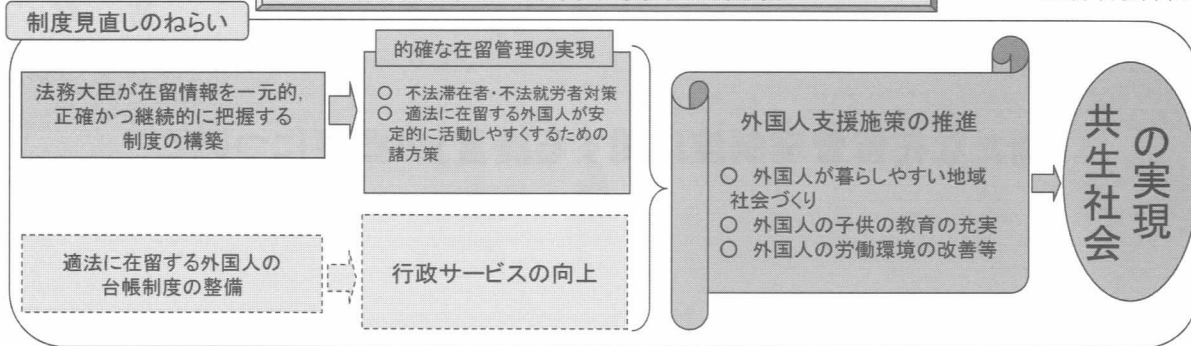 制度見直しのねらい
法務大臣が在留情報を一元的,
正確かつ継続的に把握する
制度の構築
的確な在留管理の実現
○ 不法滞在者・不法就労者対策
○ 適法に在留する外国人が安
定的に活動しやすくするための
諸方策
適法に在留する外国人の
台帳制度の整備
行政サービスの向上
外国人支援施策の推進
○ 外国人が暮らしやすい地域
社会づくり
○ 外国人の子供の教育の充実
○ 外国人の労働環境の改善等
共生社会
の実現